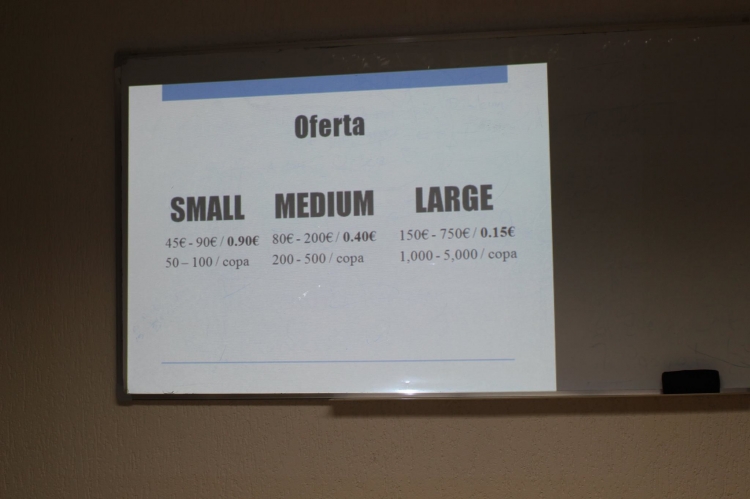 Oferta
SMALL
45€ - 90€ / 0.90€
50 – 100 / copa
MEDIUM
80€ - 200€ / 0.40€
200 - 500 / copa
LARGE
150€ - 750€ / 0.15€
1,000 - 5,000 / copa